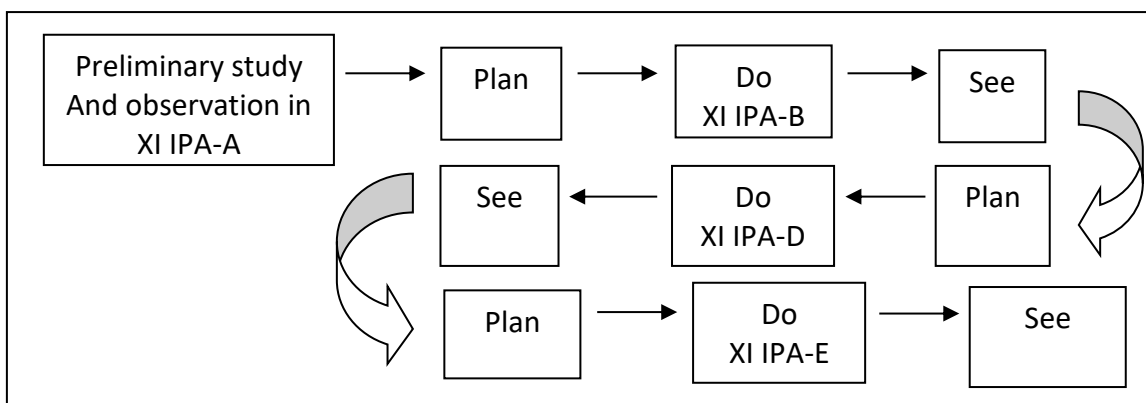 Preliminary study
And observation in
XI IPA-A
Plan
Do
XI IPA-B
See
Plan
Do
XI IPA-D
See
Plan
Do
XI IPA-E
See